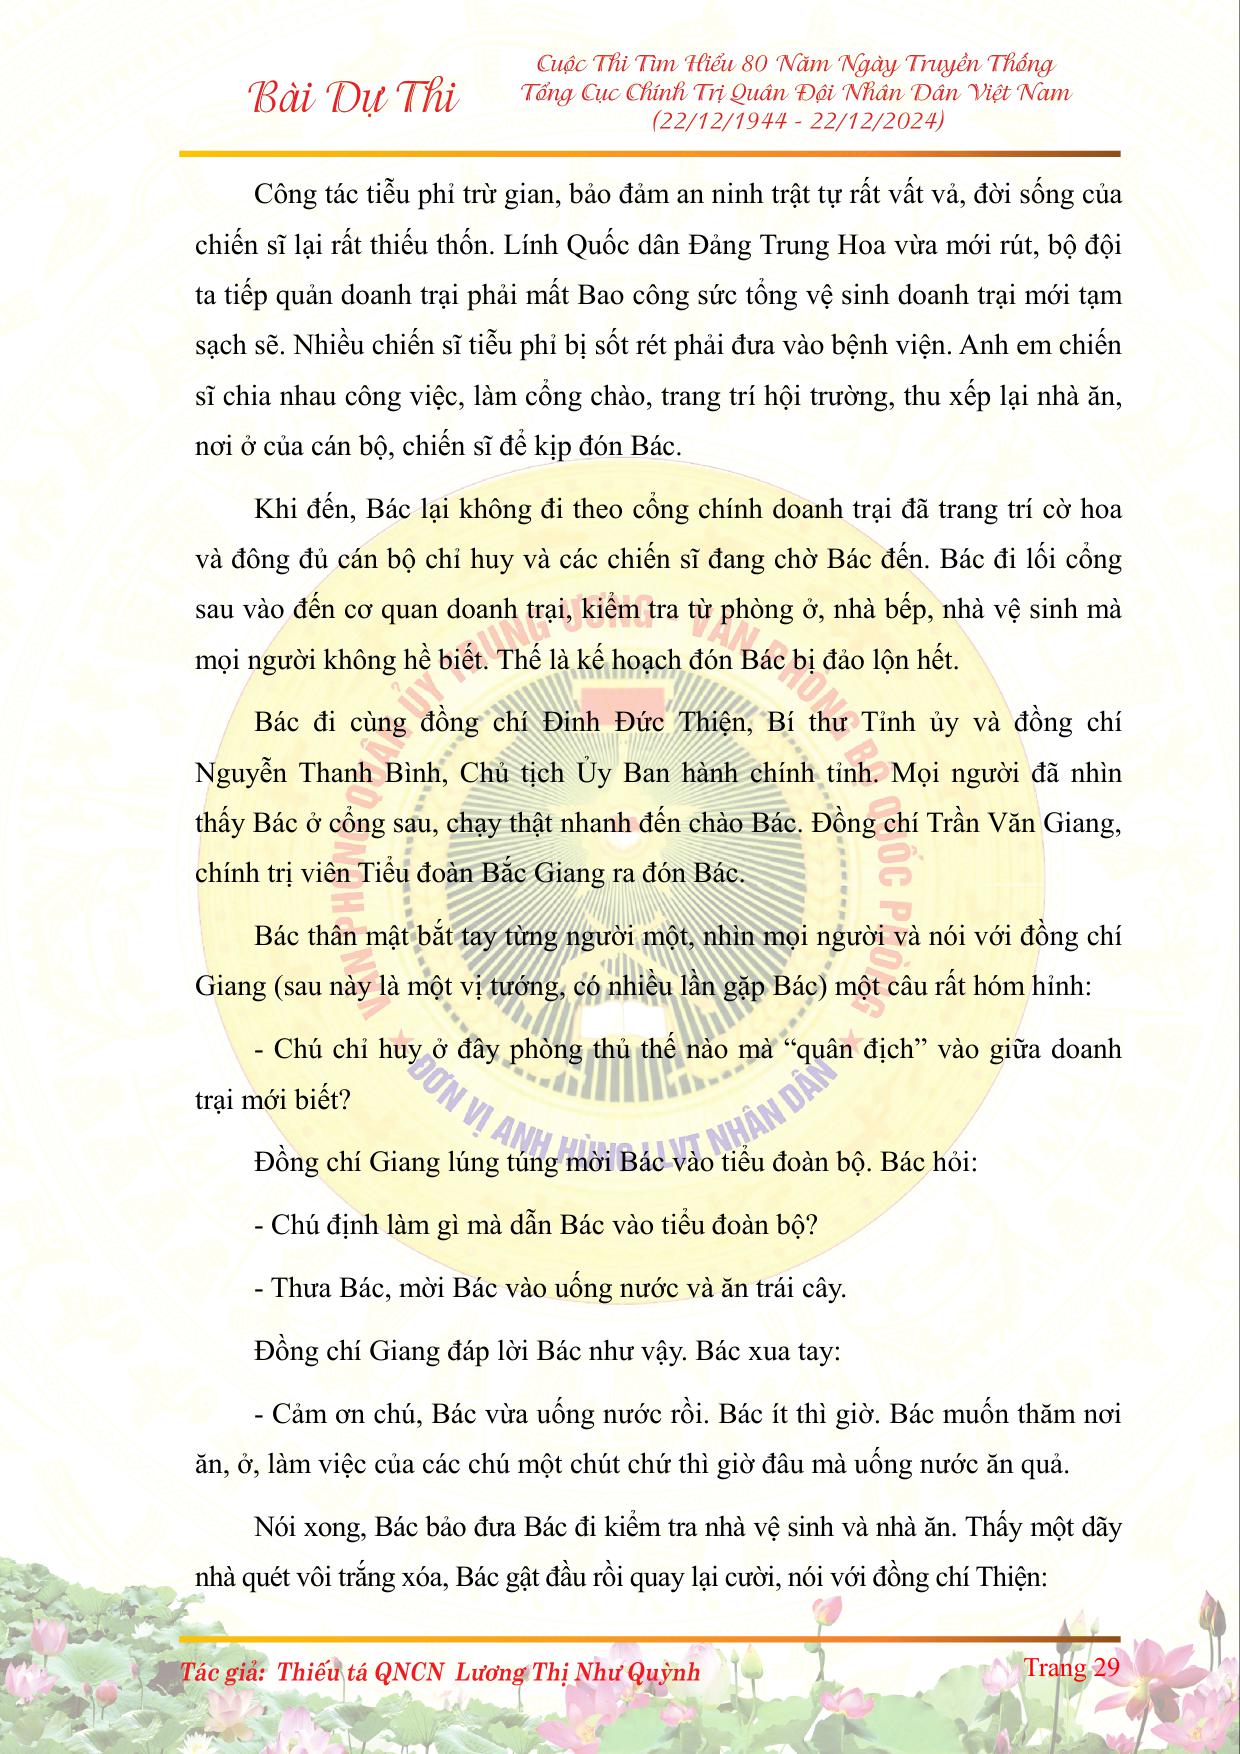 Bài Dự Thi
Cuộc Thi Tìm Hiểu 80 Năm Ngày Truyền Thống
Tổng Cục Chính Trị Quân Đội Nhân Dân Việt Nam
(22/12/1944 - 22/12/2024)
Công tác tiễu phỉ trừ gian, bảo đảm an ninh trật tự rất vất vả, đời sống của
chiến sĩ lại rất thiếu thốn. Lính Quốc dân Đảng Trung Hoa vừa mới rút, bộ đội
ta tiếp quản doanh trại phải mất Bao công sức tổng vệ sinh doanh trại mới tạm
sạch sẽ. Nhiều chiến sĩ tiễu phỉ bị sốt rét phải đưa vào bệnh viện. Anh em chiến
sĩ chia nhau công việc, làm cổng chào, trang trí hội trường, thu xếp lại nhà ăn,
nơi ở của cán bộ, chiến sĩ để kịp đón Bác.
Khi đến, Bác lại không đi theo cổng chính doanh trại đã trang trí cờ hoa
và đông đủ cán bộ chỉ huy và các chiến sĩ đang chờ Bác đến. Bác đi lối cổng
sau vào đến cơ quan doanh trại, kiểm tra từ phòng ở, nhà bếp, nhà vệ sinh mà
mọi người không hề biết. Thế là kế hoạch đón Bác bị đảo lộn hết.
Bác đi cùng đồng chí Đinh Đức Thiện, Bí thư Tỉnh ủy và đồng chí
Nguyễn Thanh Bình, Chủ tịch Ủy Ban hành chính tỉnh. Mọi người đã nhìn
thấy Bác ở cổng sau, chạy thật nhanh đến chào Bác. Đồng chí Trần Văn Giang,
chính trị viên Tiểu đoàn Bắc Giang ra đón Bác.
Bác thân mật bắt tay từng người một, nhìn mọi người và nói với đồng chí
Giang (sau này là một vị tướng, có nhiều lần gặp Bác) một câu rất hóm hỉnh:
- Chú chỉ huy ở đây phòng thủ thế nào mà “quân địch” vào giữa doanh
trại mới biết?
Đồng chí Giang lúng túng mời Bác vào tiểu đoàn bộ. Bác hỏi:
- Chú định làm gì mà dẫn Bác vào tiểu đoàn bộ?
- Thưa Bác, mời Bác vào uống nước và ăn trái cây.
Đồng chí Giang đáp lời Bác như vậy. Bác xua tay:
- Cảm ơn chú, Bác vừa uống nước rồi. Bác ít thì giờ. Bác muốn thăm nơi
ăn, ở, làm việc của các chú một chút chứ thì giờ đâu mà uống nước ăn quả.
Nói xong, Bác bảo đưa Bác đi kiểm tra nhà vệ sinh và nhà ăn. Thấy một dãy
nhà quét vôi trắng xóa, Bác gật đầu rồi quay lại cười, nói với đồng chí Thiện:
VĂN PHÒNG QUÂN ỦY TRUNG ƯƠNG - VĂN PHÒNG BỘ QUỐC PHÒNG
ĐƠN VỊ ANH HÙNG LLVT NHÂN DÂN
Tác giả: Thiếu tá QNCN Lương Thị Như Quỳnh
Trang 29